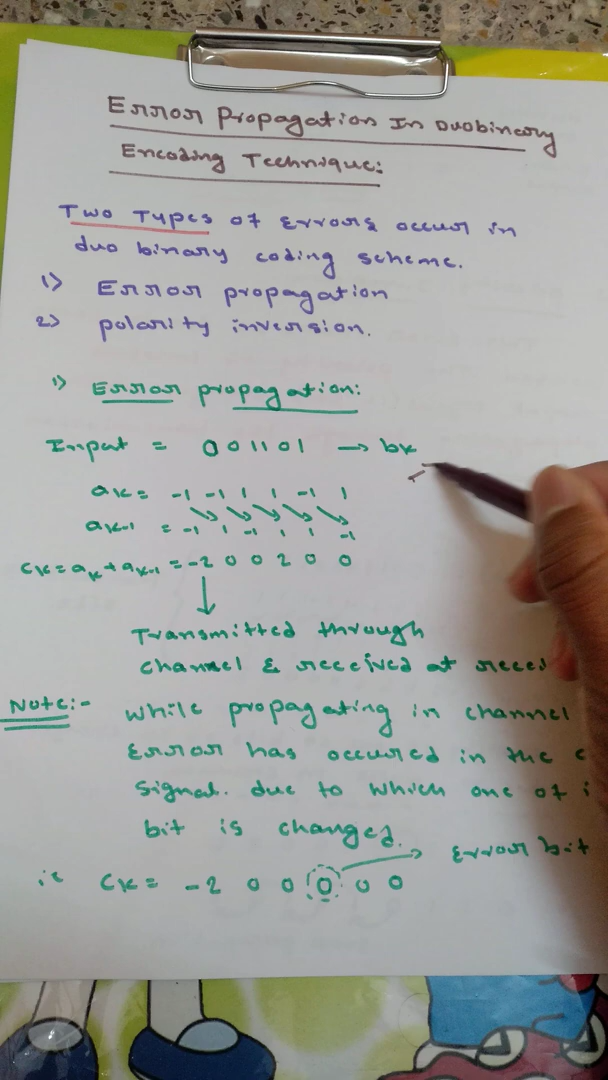 Error Propagation In Duobinary
Encoding Technique:
Two Types of Errors occur in
duo binary coding scheme.
1) Error propagation
2) polarity inversion.
1) Error propagation:
Input = 001101 → bk
ak = -1 -1 1 1 -1 1
ak-1 = -1 1 -1 1 1 -1
ck = ak + ak-1 = -2 0 0 2 0 0
Transmitted through
channel & received at
Note:- while propagating in channel
Error has occured in the
signal. due to which one of
bit is changed.
Error bit
ie ck = -2 0 0 0 0 0